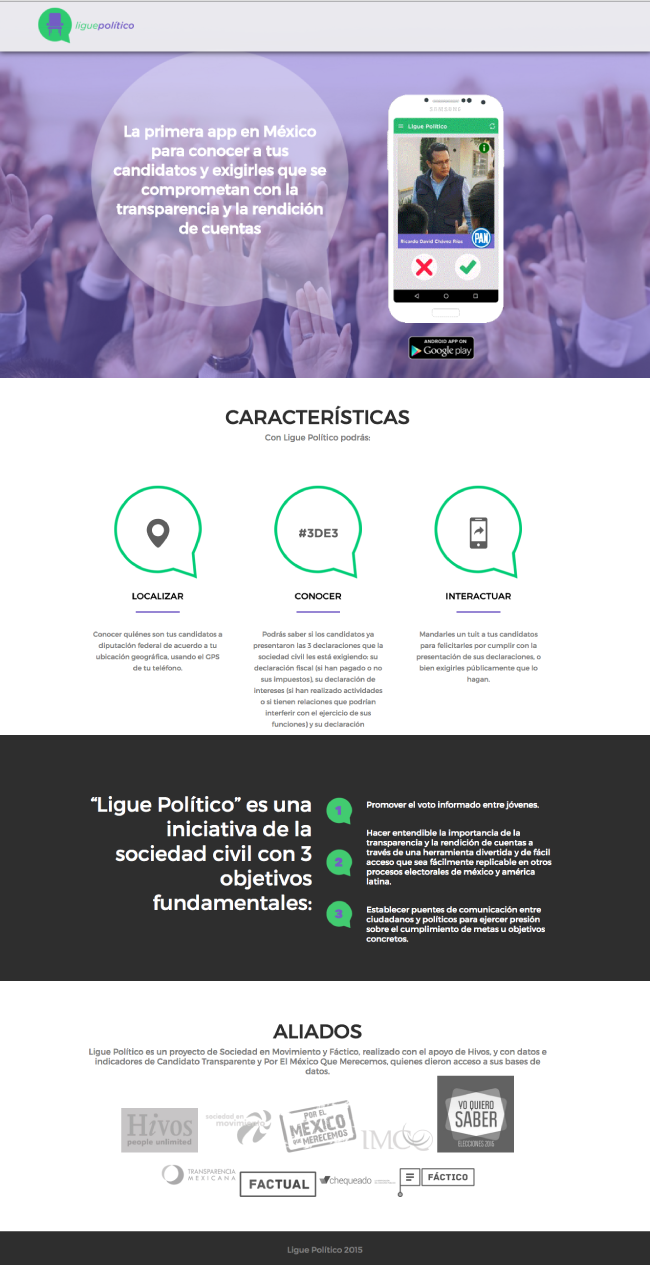 liguepolítico
La primera app en México
para conocer a tus
candidatos y exigirles que se
comprometan con la
transparencia y la rendición
de cuentas
SAMSUNG
Ligue Político
Ricardo David Chávez Rios
PAN
ANDROID APP ON
Google play
CARACTERÍSTICAS
Con Ligue Político podrás:
#3DE3
LOCALIZAR
Conocer quiénes son tus candidatos a
diputación federal de acuerdo a tu
ubicación geográfica, usando el GPS
de tu teléfono.
CONOCER
Podrás saber si los candidatos ya
presentaron las 3 declaraciones que la
sociedad civil les está exigiendo: su
declaración fiscal (si han pagado o no
sus impuestos), su declaración de
intereses (si han realizado actividades
o si tienen relaciones que podrían
interferir con el ejercicio de sus
funciones) y su declaración
INTERACTUAR
Mandarles un tuit a tus candidatos
para felicitarles por cumplir con la
presentación de sus declaraciones, o
bien exigirles públicamente que lo
hagan.
“Ligue Político” es una
iniciativa de la
sociedad civil con 3
objetivos
fundamentales:
1
Promover el voto informado entre jóvenes.
2
Hacer entendible la importancia de la
transparencia y la rendición de cuentas a
través de una herramienta divertida y de fácil
acceso que sea fácilmente replicable en otros
procesos electorales de méxico y américa
latina.
3
Establecer puentes de comunicación entre
ciudadanos y políticos para ejercer presión
sobre el cumplimiento de metas u objetivos
concretos.
ALIADOS
Ligue Político es un proyecto de Sociedad en Movimiento y Fáctico, realizado con el apoyo de Hivos, y con datos e
indicadores de Candidato Transparente y Por El México Que Merecemos, quienes dieron acceso a sus bases de
datos.
Hivos
people unlimited
sociedad en
movimiento
POR EL
MÉXICO
QUE
MERECEMOS
IMCO
YO QUIERO
SABER
TRANSPARENCIA
MEXICANA
FACTUAL
chequeado
FÁCTICO
Ligue Político 2015